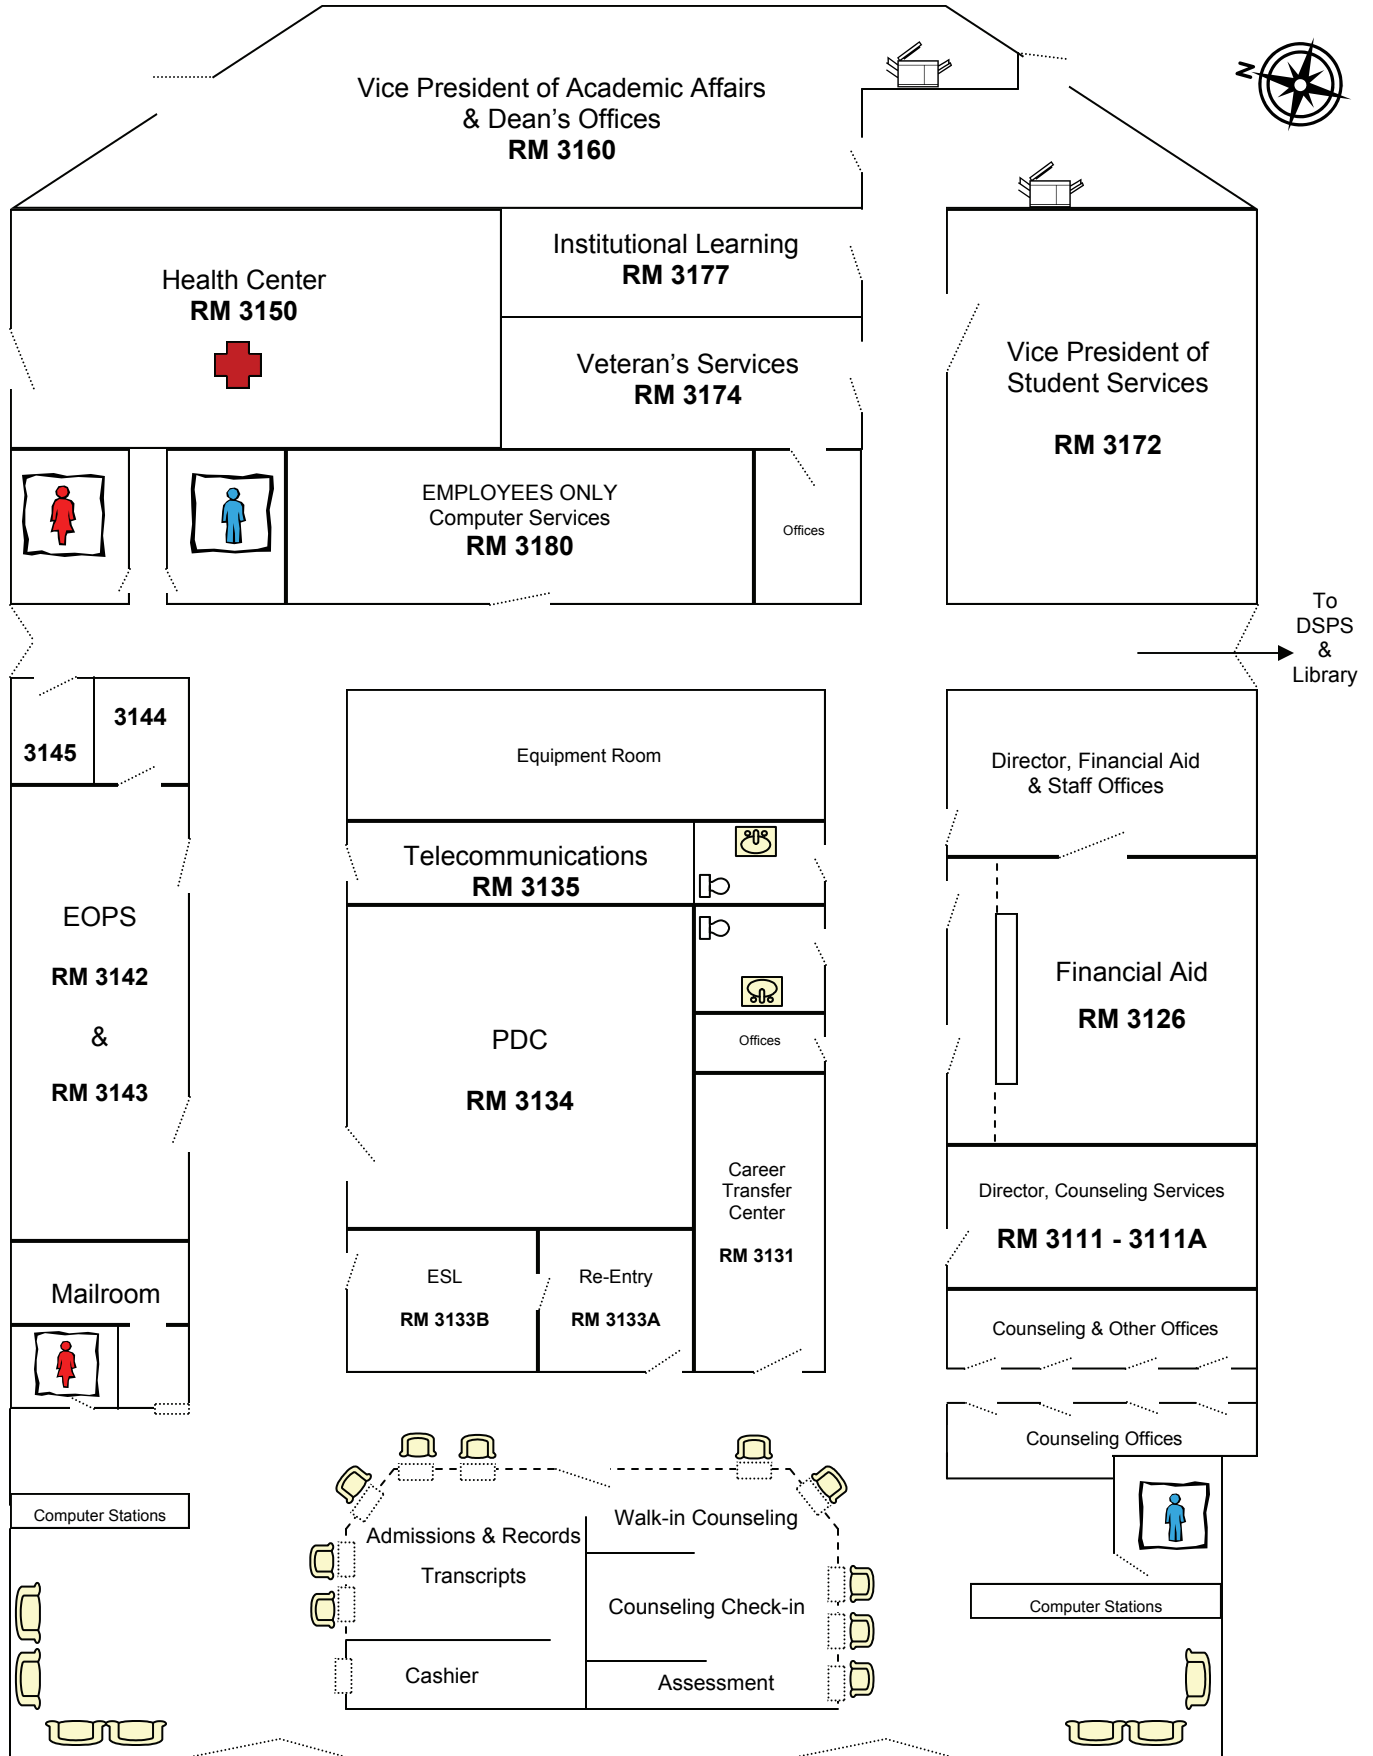 Vice President of Academic Affairs
& Dean's Offices
RM 3160
N
Institutional Learning
RM 3177
Health Center
RM 3150
Veteran's Services
RM 3174
Vice President of
Student Services
RM 3172
EMPLOYEES ONLY
Computer Services
RM 3180
Offices
To
DSPS
&
Library
3144
3145
Equipment Room
Director, Financial Aid
& Staff Offices
Telecommunications
RM 3135
EOPS
RM 3142
&
RM 3143
Financial Aid
RM 3126
PDC
RM 3134
Offices
Career
Transfer
Center
RM 3131
Director, Counseling Services
RM 3111 - 3111A
Mailroom
ESL
RM 3133B
Re-Entry
RM 3133A
Counseling & Other Offices
Counseling Offices
Computer Stations
Admissions & Records
Transcripts
Walk-in Counseling
Counseling Check-in
Computer Stations
Cashier
Assessment